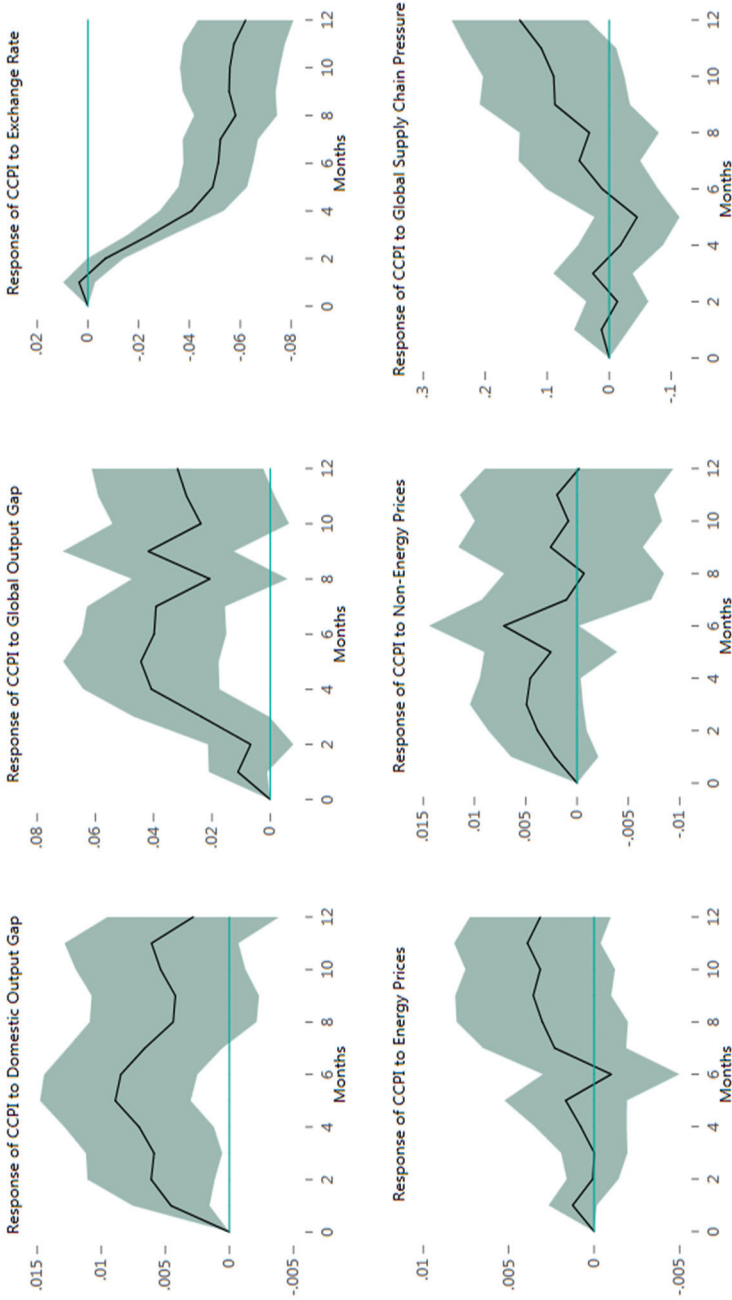 Response of CCPI to Domestic Output Gap
.015
.01
.005
0
-.005
0 2 4 6 8 10 12
Months
Response of CCPI to Global Output Gap
.08
.06
.04
.02
0
0 2 4 6 8 10 12
Months
Response of CCPI to Exchange Rate
.02
0
-.02
-.04
-.06
-.08
0 2 4 6 8 10 12
Months
Response of CCPI to Energy Prices
.01
.005
0
-.005
0 2 4 6 8 10 12
Months
Response of CCPI to Non-Energy Prices
.015
.01
.005
0
-.005
-.01
0 2 4 6 8 10 12
Months
Response of CCPI to Global Supply Chain Pressure
.3
.2
.1
0
-.1
0 2 4 6 8 10 12
Months